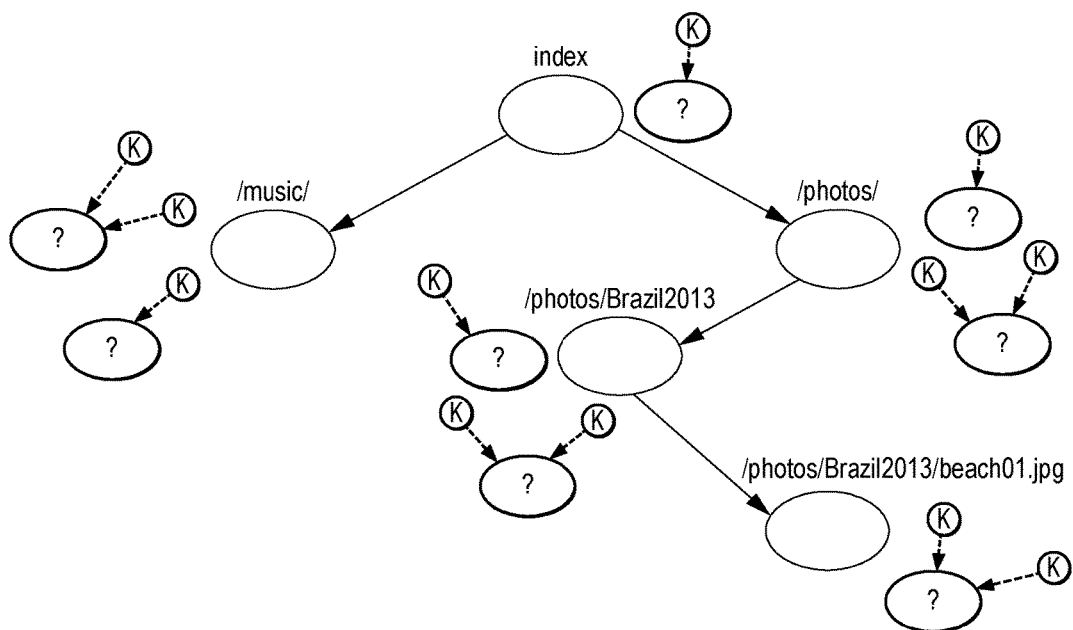 K
index
?
K
/music/
K
?
K
?
K
/photos/
?
K
K
?
K
/photos/Brazil2013
?
K
K
?
/photos/Brazil2013/beach01.jpg
K
K
?